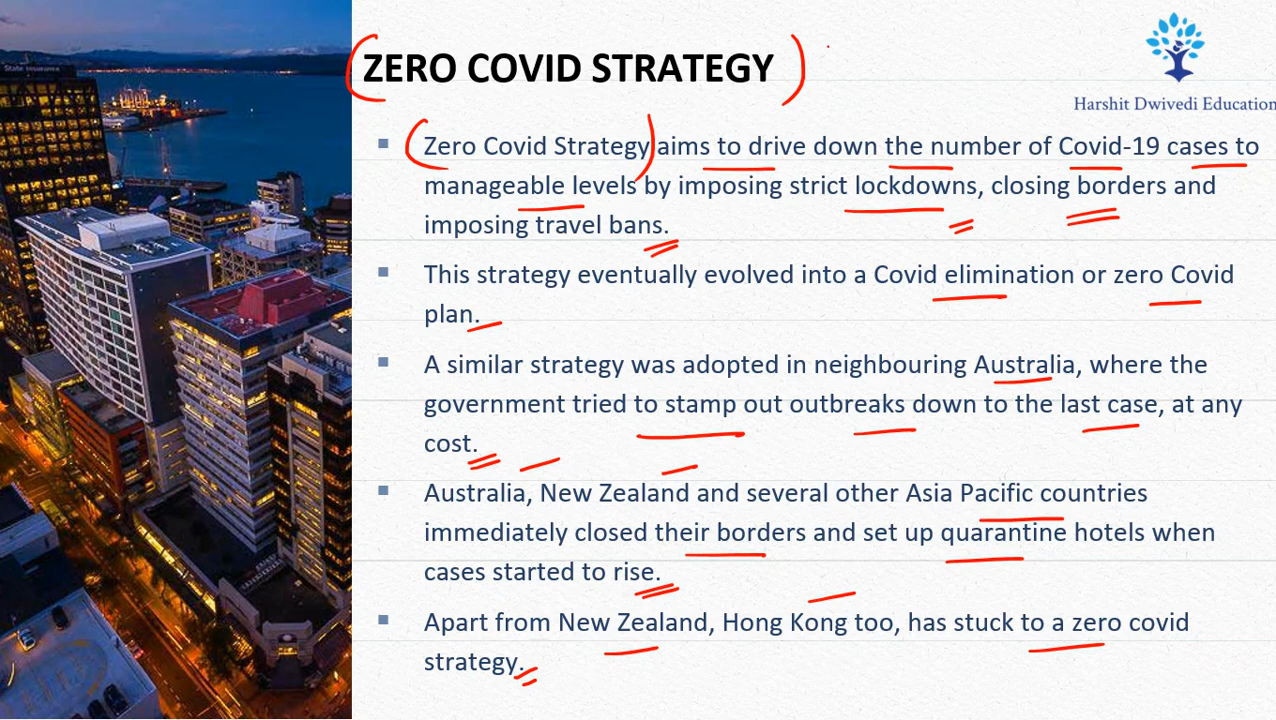 State Insurance
ZERO COVID STRATEGY
Harshit Dwivedi Education
▪ Zero Covid Strategy aims to drive down the number of Covid-19 cases to
manageable levels by imposing strict lockdowns, closing borders and
imposing travel bans.
▪ This strategy eventually evolved into a Covid elimination or zero Covid
plan.
▪ A similar strategy was adopted in neighbouring Australia, where the
government tried to stamp out outbreaks down to the last case, at any
cost.
▪ Australia, New Zealand and several other Asia Pacific countries
immediately closed their borders and set up quarantine hotels when
cases started to rise.
▪ Apart from New Zealand, Hong Kong too, has stuck to a zero covid
strategy.